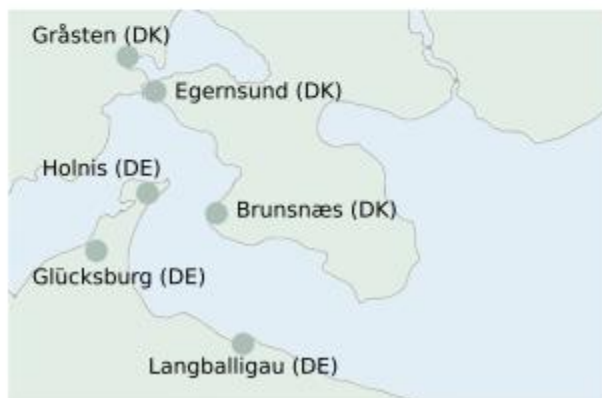 Gråsten (DK)
Egernsund (DK)
Holnis (DE)
Brunsnæs (DK)
Glücksburg (DE)
Langballigau (DE)